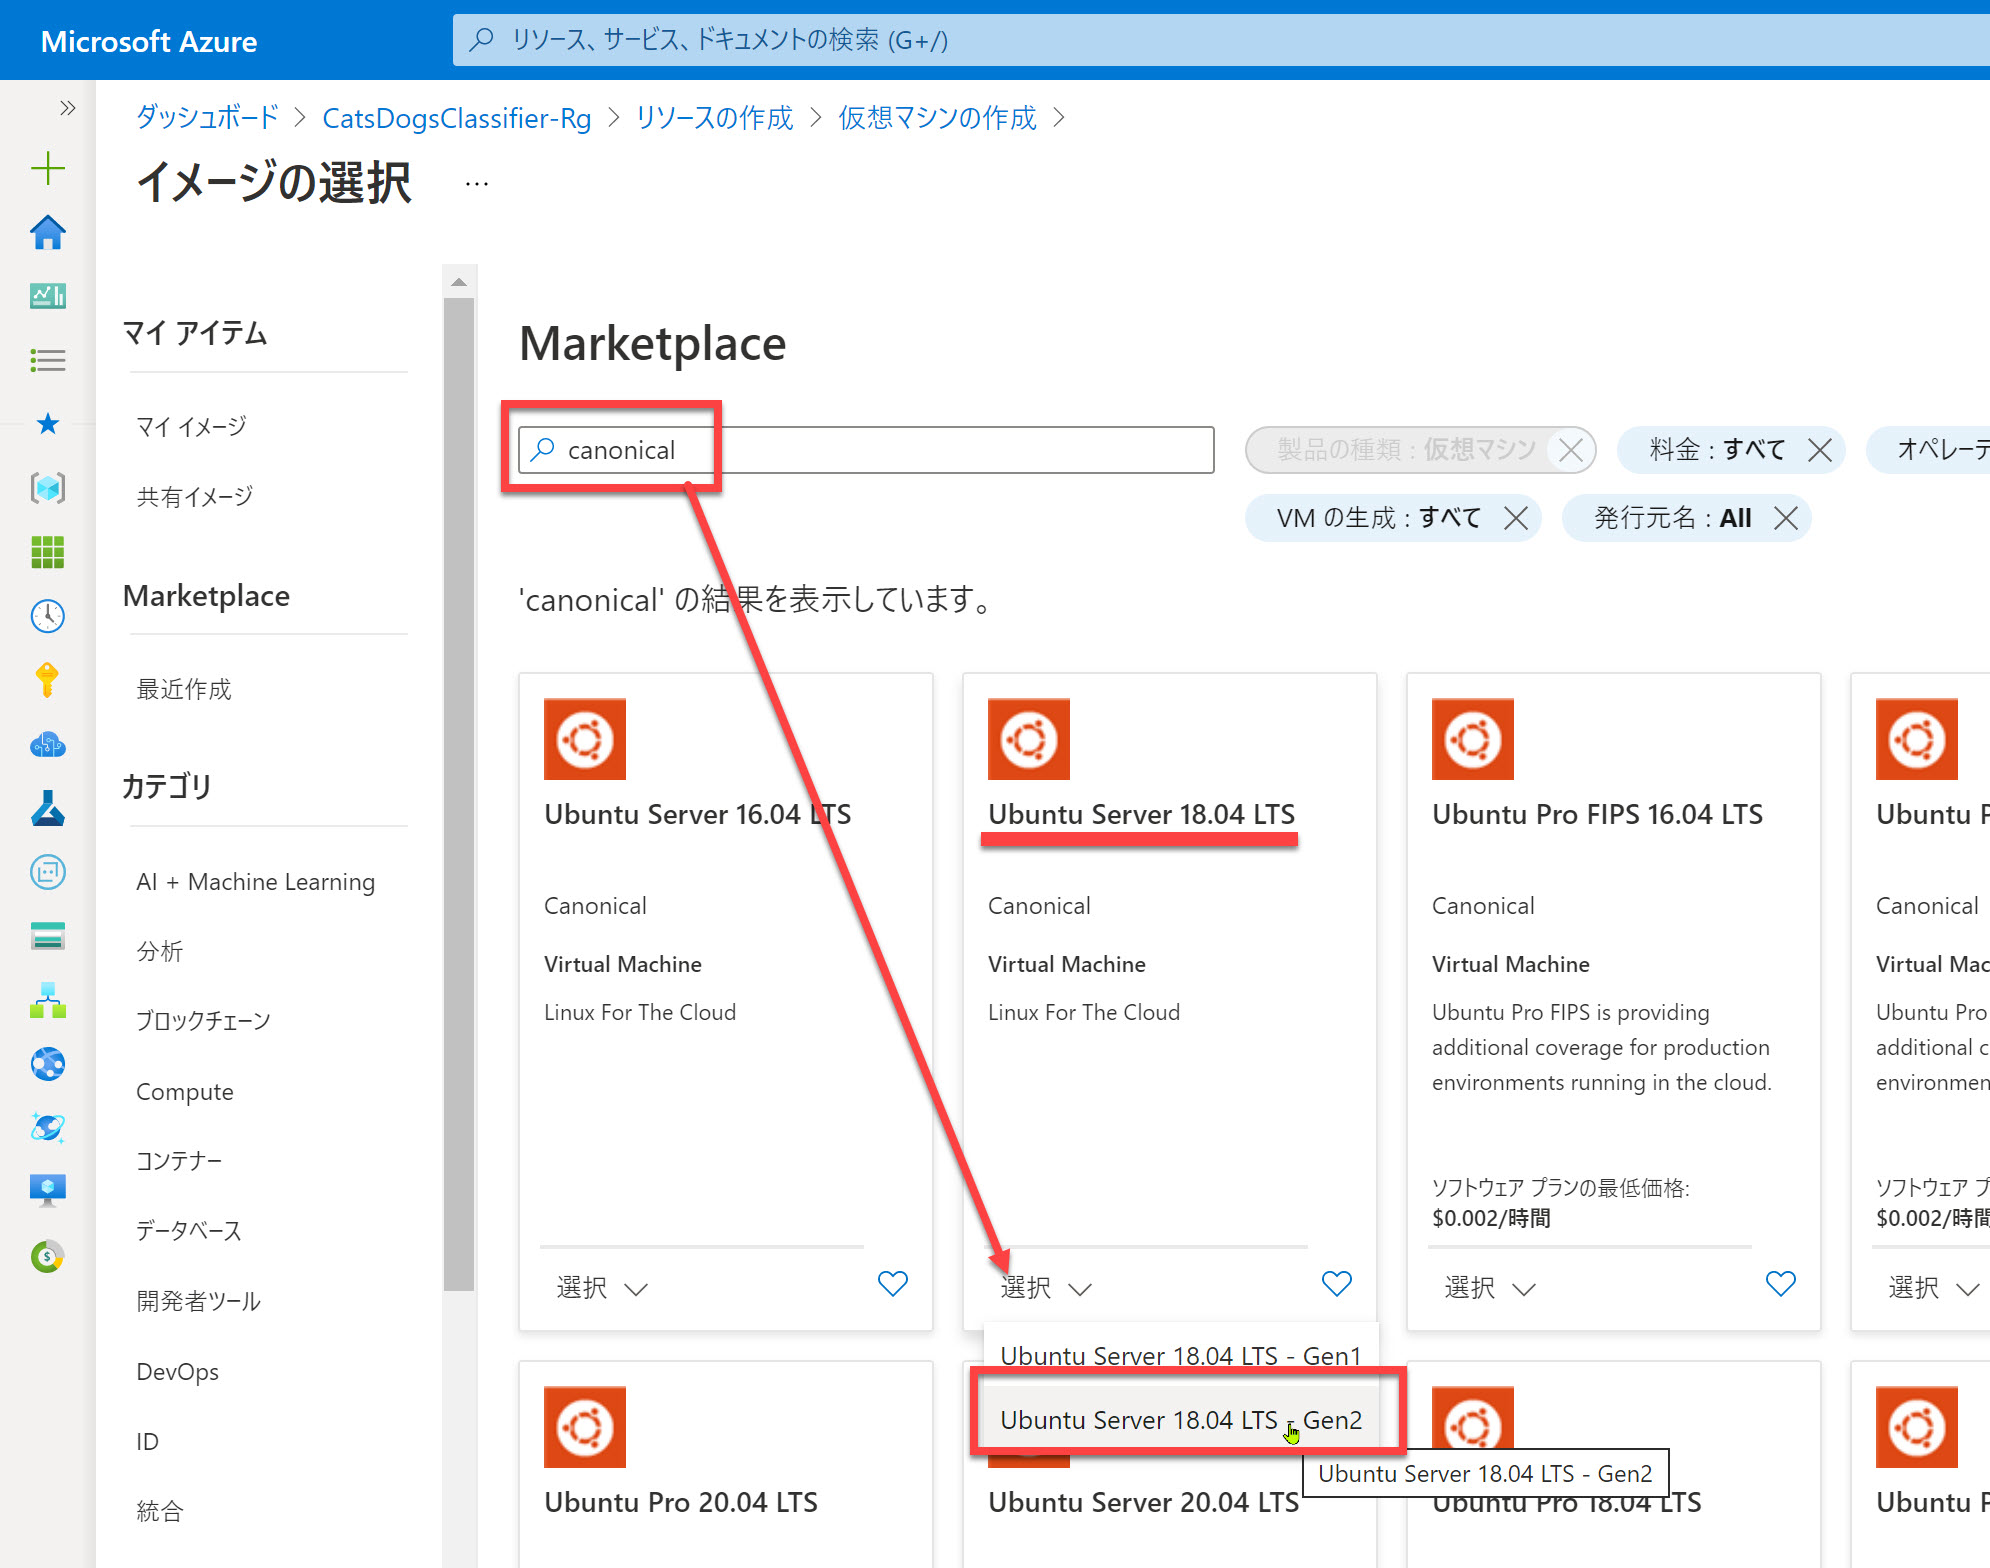 Microsoft Azure
リソース、サービス、ドキュメントの検索 (G+/)
ダッシュボード > CatsDogsClassifier-Rg > リソースの作成 > 仮想マシンの作成 >
イメージの選択 …
マイ アイテム
マイ イメージ
共有イメージ
Marketplace
最近作成
カテゴリ
AI + Machine Learning
分析
ブロックチェーン
Compute
コンテナー
データベース
開発者ツール
DevOps
ID
統合
Marketplace
canonical
製品の種類 : 仮想マシン
料金 : すべて
オペレーテ
VM の生成 : すべて
発行元名 : All
'canonical' の結果を表示しています。
Ubuntu Server 16.04 LTS
Canonical
Virtual Machine
Linux For The Cloud
選択
Ubuntu Server 18.04 LTS
Canonical
Virtual Machine
Linux For The Cloud
選択
Ubuntu Server 18.04 LTS - Gen1
Ubuntu Server 18.04 LTS - Gen2
Ubuntu Server 18.04 LTS - Gen2
Ubuntu Pro FIPS 16.04 LTS
Canonical
Virtual Machine
Ubuntu Pro FIPS is providing
additional coverage for production
environments running in the cloud.
ソフトウェア プランの最低価格:
$0.002/時間
選択
Ubuntu P
Canonical
Virtual Mac
Ubuntu Pro
additional c
environmen
ソフトウェア プ
$0.002/時間
選択
Ubuntu Pro 20.04 LTS
Ubuntu Server 20.04 LTS
Ubuntu Pro 18.04 LTS
Ubuntu P